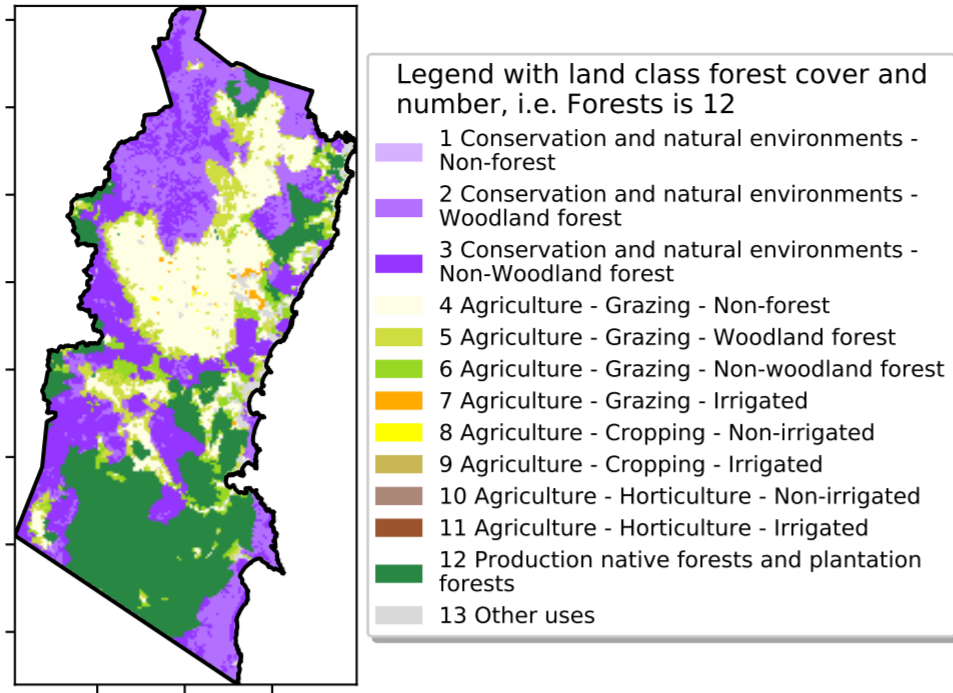 Legend with land class forest cover and
number, i.e. Forests is 12
1 Conservation and natural environments -
Non-forest
2 Conservation and natural environments -
Woodland forest
3 Conservation and natural environments -
Non-Woodland forest
4 Agriculture - Grazing - Non-forest
5 Agriculture - Grazing - Woodland forest
6 Agriculture - Grazing - Non-woodland forest
7 Agriculture - Grazing - Irrigated
8 Agriculture - Cropping - Non-irrigated
9 Agriculture - Cropping - Irrigated
10 Agriculture - Horticulture - Non-irrigated
11 Agriculture - Horticulture - Irrigated
12 Production native forests and plantation
forests
13 Other uses